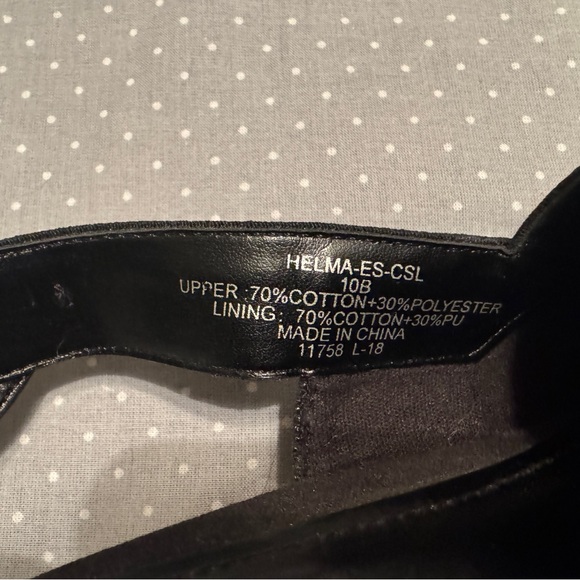 HELMA-ES-CSL
10B
UPPER :70%COTTON+30%POLYESTER
LINING: 70%COTTON+30%PU
MADE IN CHINA
11758 L-18